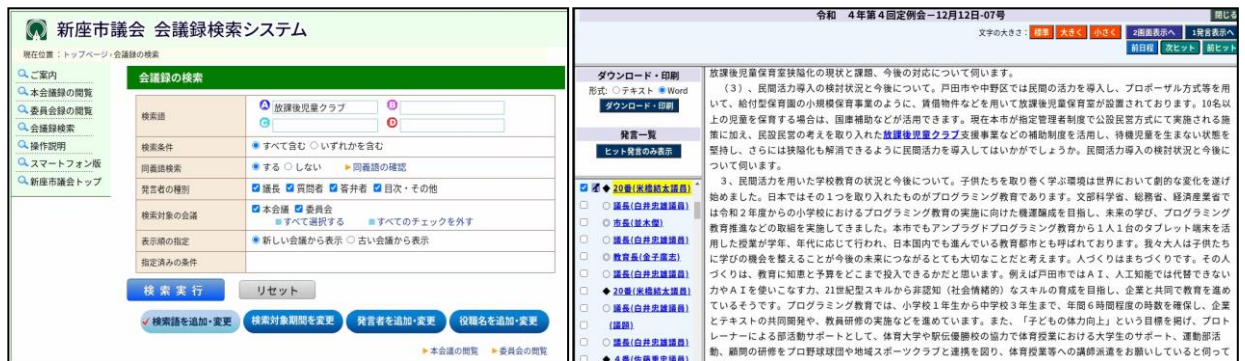 新座市議会 会議録検索システム
現在位置：トップページ›会議録の検索
ご案内
本会議録の閲覧
委員会録の閲覧
会議録検索
操作説明
スマートフォン版
新座市議会トップ
会議録の検索
検索語
A 放課後児童クラブ B
C D
検索条件 すべて含む いずれかを含む
同義語検索 する しない ▶同義語の確認
発言者の種別 議長 質問者 答弁者 目次・その他
検索対象の会議 本会議 委員会
すべて選択する すべてのチェックを外す
表示順の指定 新しい会議から表示 古い会議から表示
指定済みの条件
検索実行 リセット
検索語を追加・変更 検索対象期間を変更 発言者を追加・変更 役職名を追加・変更
▶本会議の閲覧 ▶委員会の閲覧
令和 4年第4回定例会－12月12日-07号
閉じる
文字の大きさ： 標準 大きく 小さく 2画面表示へ 1発言表示へ
前日程 次ヒット 前ヒット
ダウンロード・印刷
形式: テキスト Word
ダウンロード・印刷
発言一覧
ヒット発言のみ表示
◆ 20番(米橋結太議員)
○ 議長(白井忠雄議員)
◎ 市長(並木傑)
○ 議長(白井忠雄議員)
◎ 教育長(金子廣志)
○ 議長(白井忠雄議員)
◆ 20番(米橋結太議員)
○ 議長(白井忠雄議員)
(議題)
○ 議長(白井忠雄議員)
◆ 4番(佐藤重忠議員)
放課後児童保育室狭隘化の現状と課題、今後の対応について伺います。
（3）、民間活力導入の検討状況と今後について。戸田市や中野区では民間の活力を導入し、プロポーザル方式等を用
いて、給付型保育園の小規模保育事業のように、賃借物件などを用いて放課後児童保育室が設置されております。10名以
上の児童を保育する場合は、国庫補助などが活用できます。現在本市が指定管理者制度で公設民営方式にて実施される施
策に加え、民設民営の考えを取り入れた放課後児童クラブ支援事業などの補助制度を活用し、待機児童を生まない状態を
堅持し、さらには狭隘化も解消できるように民間活力を導入してはいかがでしょうか。民間活力導入の検討状況と今後に
ついて伺います。
3、民間活力を用いた学校教育の状況と今後について。子供たちを取り巻く学ぶ環境は世界において劇的な変化を遂げ
始めました。日本ではその1つを取り入れたものがプログラミング教育であります。文部科学省、総務省、経済産業省で
は令和2年度からの小学校におけるプログラミング教育の実施に向けた機運醸成を目指し、未来の学び、プログラミング
教育推進などの取組を実施してきました。本市でもアンプラグドプログラミング教育から1人1台のタブレット端末を活
用した授業が学年、年代に応じて行われ、日本国内でも進んでいる教育都市とも呼ばれております。我々大人は子供たち
に学びの機会を整えることが今後の未来につながるとても大切なことだと考えます。人づくりはまちづくりです。その人
づくりは、教育に知恵と予算をどこまで投入できるかだと思います。例えば戸田市ではAI、人工知能では代替できない
力やAIを使いこなす力、21世紀型スキルから非認知（社会情緒的）なスキルの育成を目指し、企業と共同で教育を進め
ているそうです。プログラミング教育では、小学校1年生から中学校3年生まで、年間6時間程度の時数を確保し、企業
とテキストの共同開発や、教員研修の実施などを進めています。また、「子どもの体力向上」という目標を掲げ、プロト
レーナーによる部活動サポートとして、体育大学や駅伝優勝校の協力で体育授業における大学生のサポート、運動部活
動、顧問の研修をプロ野球球団や地域スポーツクラブと連携を図り、体育授業等への講師派遣をお願いしていると伺って